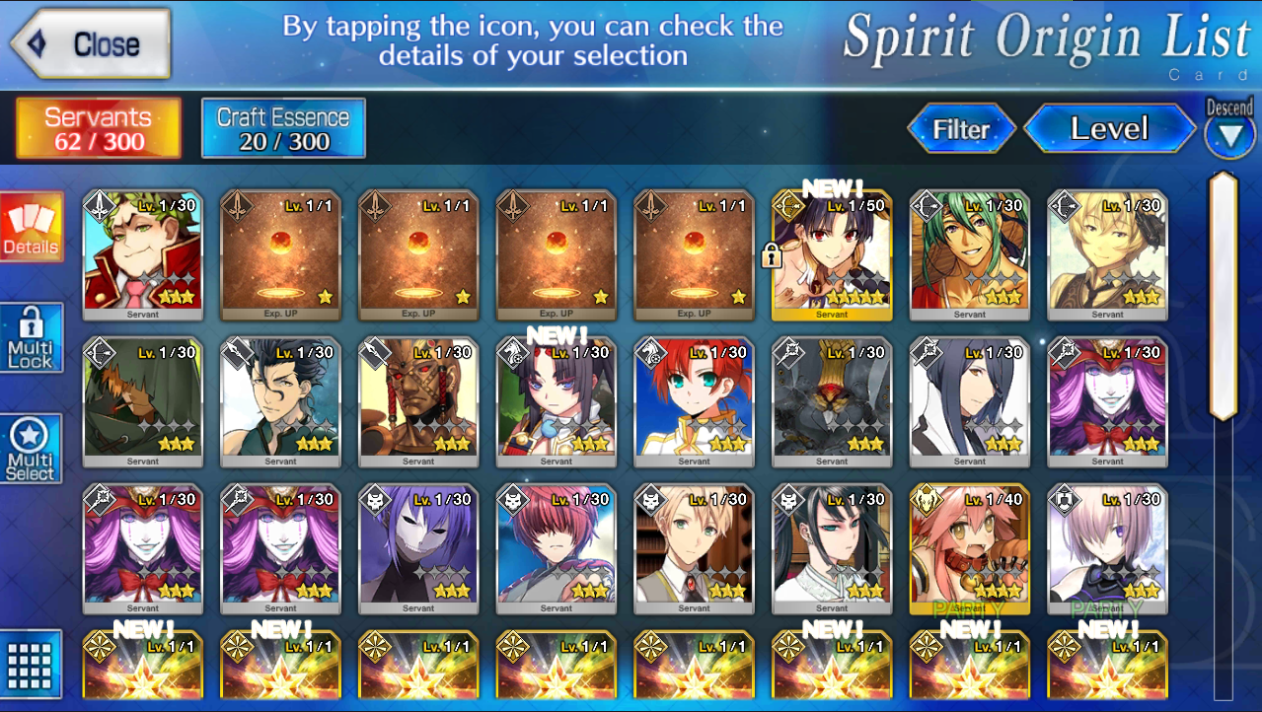 Close
By tapping the icon, you can check the
details of your selection
Spirit Origin List
Card
Servants
62 / 300
Craft Essence
20 / 300
Filter
Level
Descend
Details
Multi
Lock
Multi
Select
NEW!
Lv. 1/30 Lv. 1/1 Lv. 1/1 Lv. 1/1 Lv. 1/1 Lv. 1/50 Lv. 1/30 Lv. 1/30
Servant Exp. UP Exp. UP Exp. UP Exp. UP Servant Servant Servant
NEW!
Lv. 1/30 Lv. 1/30 Lv. 1/30 Lv. 1/30 Lv. 1/30 Lv. 1/30 Lv. 1/30 Lv. 1/30
Servant Servant Servant Servant Servant Servant Servant Servant
Lv. 1/30 Lv. 1/30 Lv. 1/30 Lv. 1/30 Lv. 1/30 Lv. 1/30 Lv. 1/40 Lv. 1/30
Servant Servant Servant Servant Servant Servant Servant Servant
PARTY PARTY
NEW! NEW! NEW! NEW! NEW!
Lv. 1/1 Lv. 1/1 Lv. 1/1 Lv. 1/1 Lv. 1/1 Lv. 1/1 Lv. 1/1 Lv. 1/1